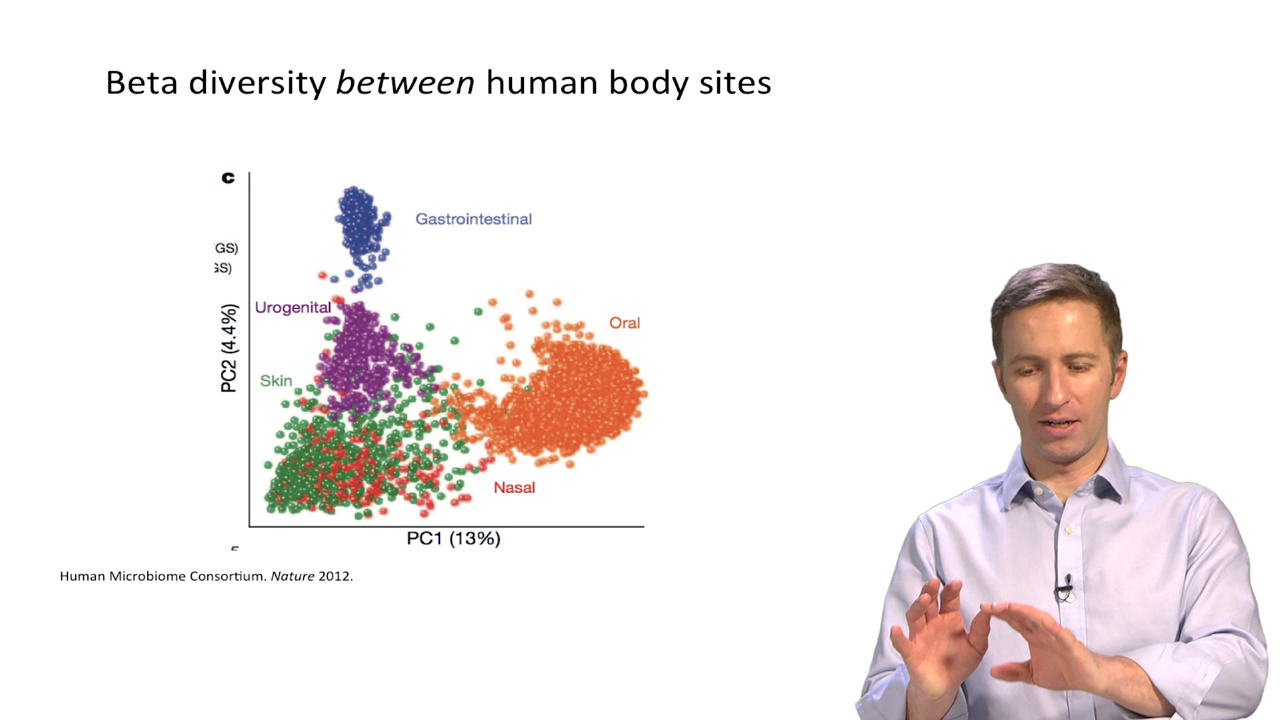 Beta diversity between human body sites
c
Gastrointestinal
GS)
GS)
Urogenital
Oral
PC2 (4.4%)
Skin
Nasal
PC1 (13%)
Human Microbiome Consortium. Nature 2012.